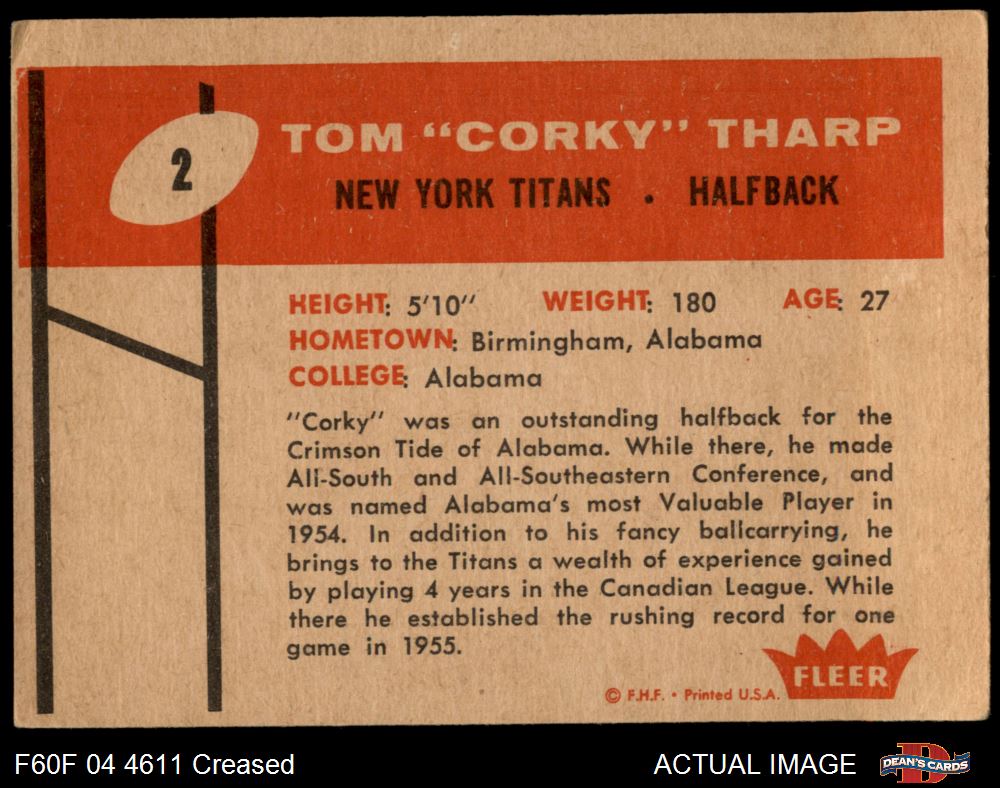 2
TOM “CORKY” THARP
NEW YORK TITANS . HALFBACK
HEIGHT: 5'10" WEIGHT: 180 AGE: 27
HOMETOWN: Birmingham, Alabama
COLLEGE: Alabama
"Corky" was an outstanding halfback for the
Crimson Tide of Alabama. While there, he made
All-South and All-Southeastern Conference, and
was named Alabama's most Valuable Player in
1954. In addition to his fancy ballcarrying, he
brings to the Titans a wealth of experience gained
by playing 4 years in the Canadian League. While
there he established the rushing record for one
game in 1955.
FLEER
© F.H.F. • Printed U.S.A.
F60F 04 4611 Creased
ACTUAL IMAGE
D
DEAN'S CARDS